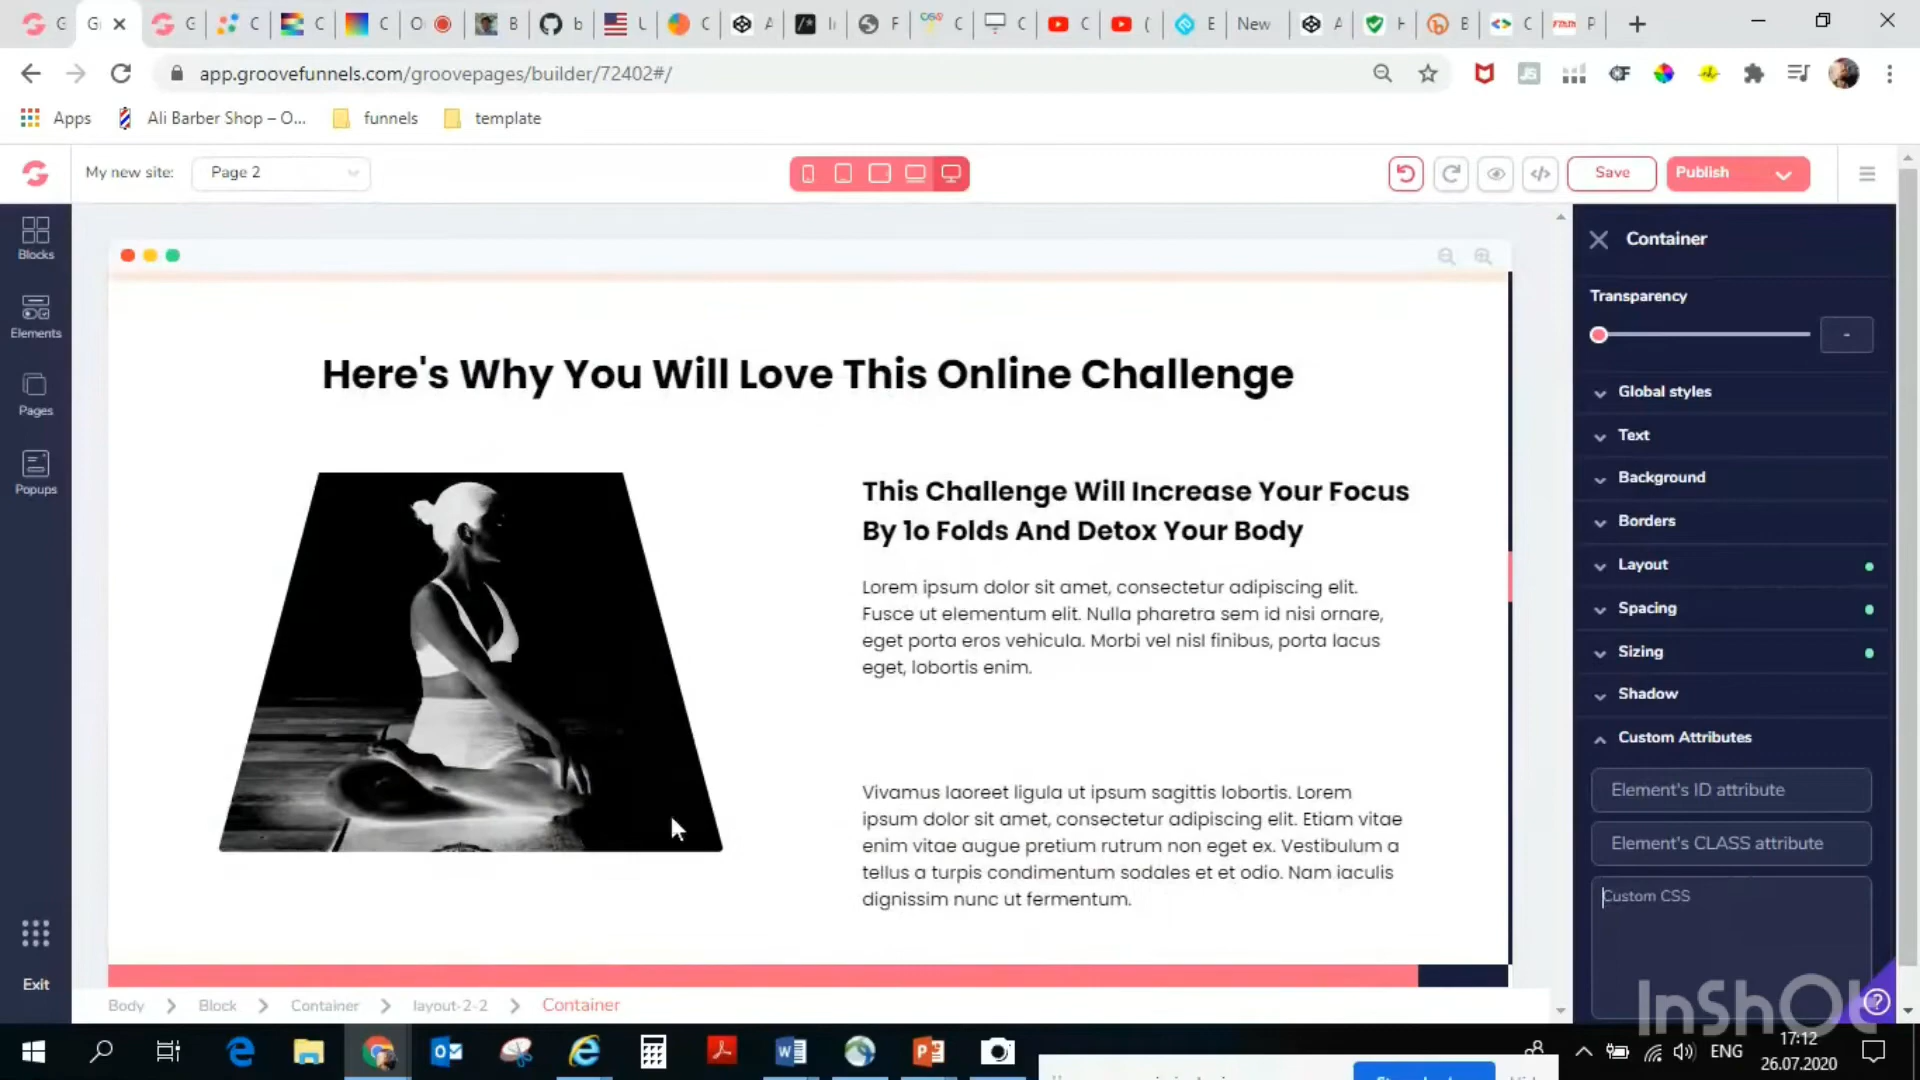 G
G
G
C
C
C
O
B
b
U
C
A
I
F
C
C
C
(
E
New
A
H
B
C
P
app.groovefunnels.com/groovepages/builder/72402#/
Apps
Ali Barber Shop – O...
funnels
template
My new site:
Page 2
Save
Publish
Blocks
Elements
Pages
Popups
Exit
Here's Why You Will Love This Online Challenge
This Challenge Will Increase Your Focus
By 1o Folds And Detox Your Body
Lorem ipsum dolor sit amet, consectetur adipiscing elit.
Fusce ut elementum elit. Nulla pharetra sem id nisi ornare,
eget porta eros vehicula. Morbi vel nisl finibus, porta lacus
eget, lobortis enim.
Vivamus laoreet ligula ut ipsum sagittis lobortis. Lorem
ipsum dolor sit amet, consectetur adipiscing elit. Etiam vitae
enim vitae augue pretium rutrum non eget ex. Vestibulum a
tellus a turpis condimentum sodales et et odio. Nam iaculis
dignissim nunc ut fermentum.
Container
Transparency
-
Global styles
Text
Background
Borders
Layout
Spacing
Sizing
Shadow
Custom Attributes
Element's ID attribute
Element's CLASS attribute
Custom CSS
InShOt
Body
Block
Container
layout-2-2
Container
ENG
17:12
26.07.2020